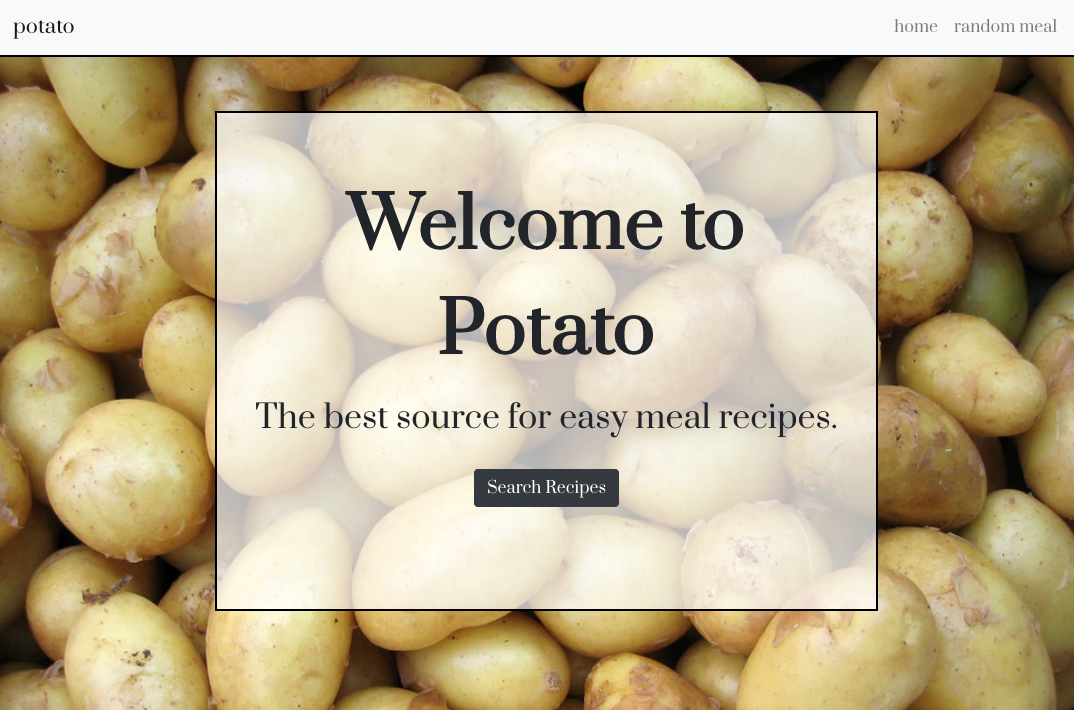 potato
home random meal
Welcome to
Potato
The best source for easy meal recipes.
Search Recipes